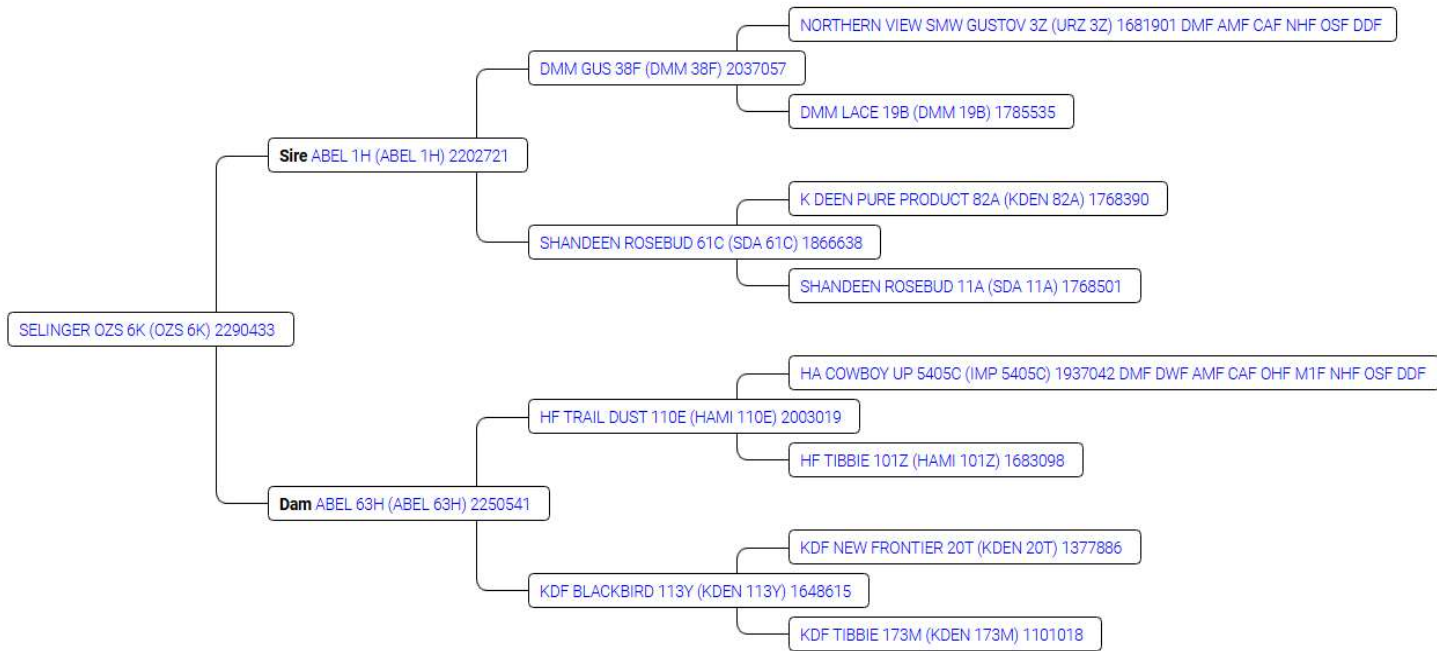 NORTHERN VIEW SMW GUSTOV 3Z (URZ 3Z) 1681901 DMF AMF CAF NHF OSF DDF
DMM GUS 38F (DMM 38F) 2037057
DMM LACE 19B (DMM 19B) 1785535
Sire ABEL 1H (ABEL 1H) 2202721
K DEEN PURE PRODUCT 82A (KDEN 82A) 1768390
SHANDEEN ROSEBUD 61C (SDA 61C) 1866638
SHANDEEN ROSEBUD 11A (SDA 11A) 1768501
SELINGER OZS 6K (OZS 6K) 2290433
HA COWBOY UP 5405C (IMP 5405C) 1937042 DMF DWF AMF CAF OHF M1F NHF OSF DDF
HF TRAIL DUST 110E (HAMI 110E) 2003019
HF TIBBIE 101Z (HAMI 101Z) 1683098
Dam ABEL 63H (ABEL 63H) 2250541
KDF NEW FRONTIER 20T (KDEN 20T) 1377886
KDF BLACKBIRD 113Y (KDEN 113Y) 1648615
KDF TIBBIE 173M (KDEN 173M) 1101018